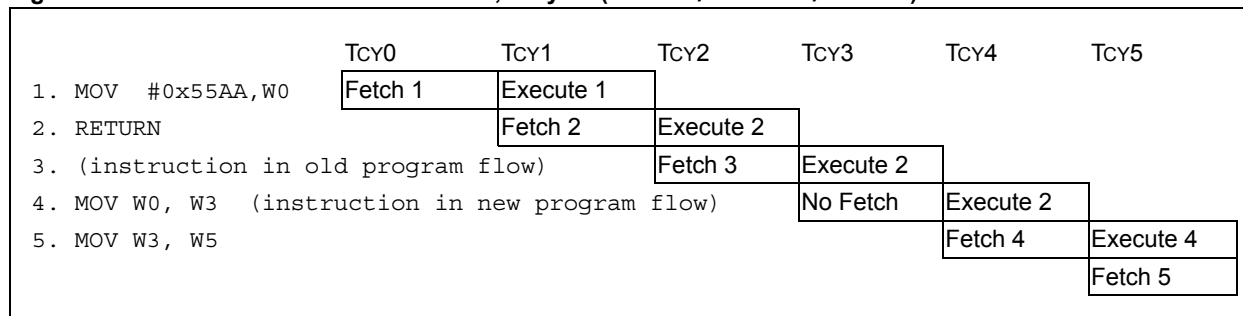 TCY0 TCY1 TCY2 TCY3 TCY4 TCY5
1. MOV #0x55AA,W0 Fetch 1 Execute 1
2. RETURN Fetch 2 Execute 2
3. (instruction in old program flow) Fetch 3 Execute 2
4. MOV W0, W3 (instruction in new program flow) No Fetch Execute 2
5. MOV W3, W5 Fetch 4 Execute 4
Fetch 5